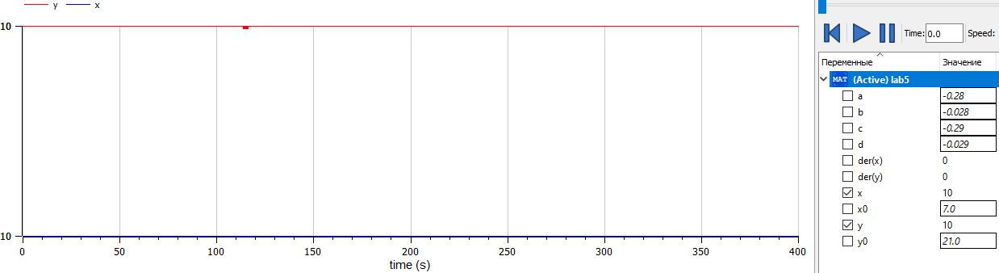 y x
10
10
0 50 100 150 200 250 300 350 400
time (s)
Time: 0.0 Speed:
Переменные Значение
MAT (Active) lab5
a -0.28
b -0.028
c -0.29
d -0.029
der(x) 0
der(y) 0
x 10
x0 7.0
y 10
y0 21.0